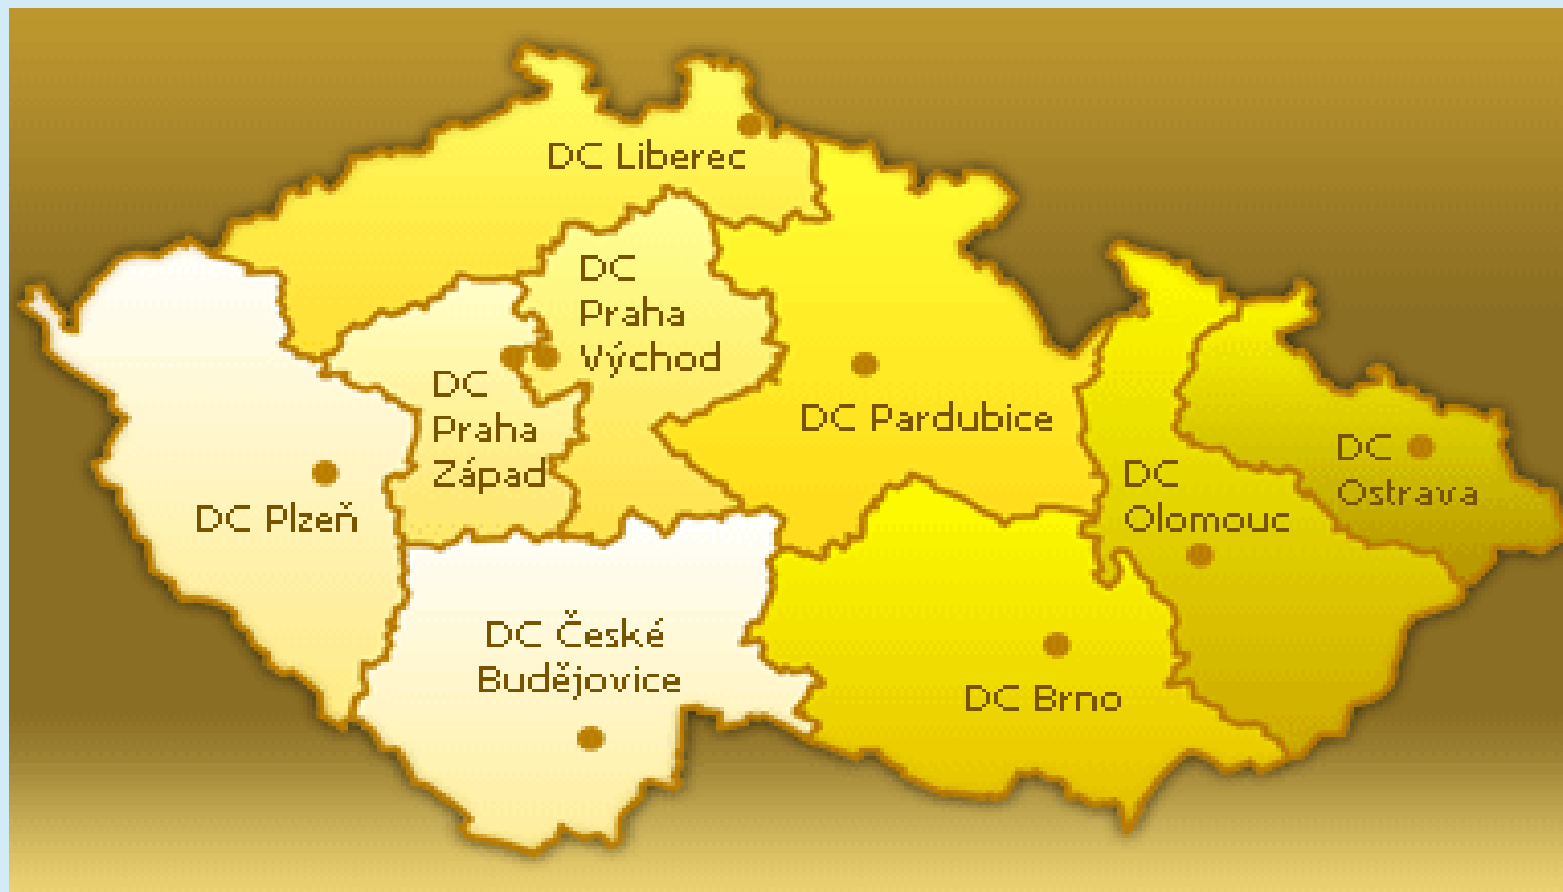 DC Liberec
DC
Praha
Východ
DC
Praha
Západ
DC Pardubice
DC
Ostrava
DC
Olomouc
DC Plzeň
DC České
Budějovice
DC Brno